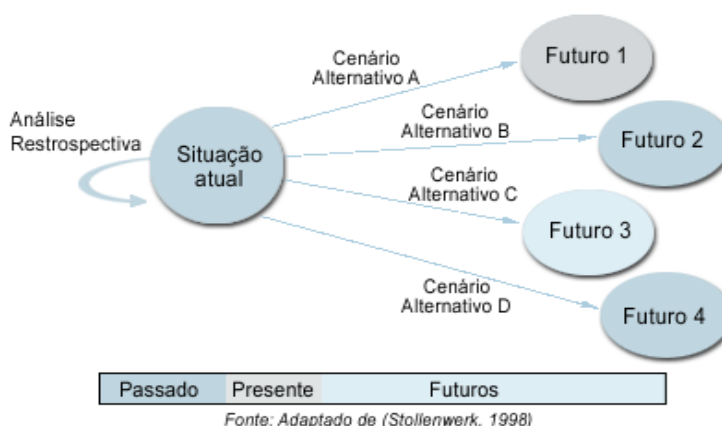 Cenário
Alternativo A
Futuro 1
Análise
Restrospectiva
Cenário
Alternativo B
Futuro 2
Situação
atual
Cenário
Alternativo C
Futuro 3
Cenário
Alternativo D
Futuro 4
Passado Presente Futuros
Fonte: Adaptado de (Stollenwerk, 1998)